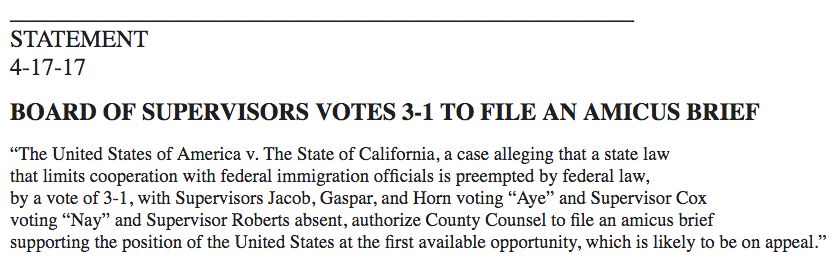 STATEMENT
4-17-17
BOARD OF SUPERVISORS VOTES 3-1 TO FILE AN AMICUS BRIEF
“The United States of America v. The State of California, a case alleging that a state law
that limits cooperation with federal immigration officials is preempted by federal law,
by a vote of 3-1, with Supervisors Jacob, Gaspar, and Horn voting “Aye” and Supervisor Cox
voting “Nay” and Supervisor Roberts absent, authorize County Counsel to file an amicus brief
supporting the position of the United States at the first available opportunity, which is likely to be on appeal.”